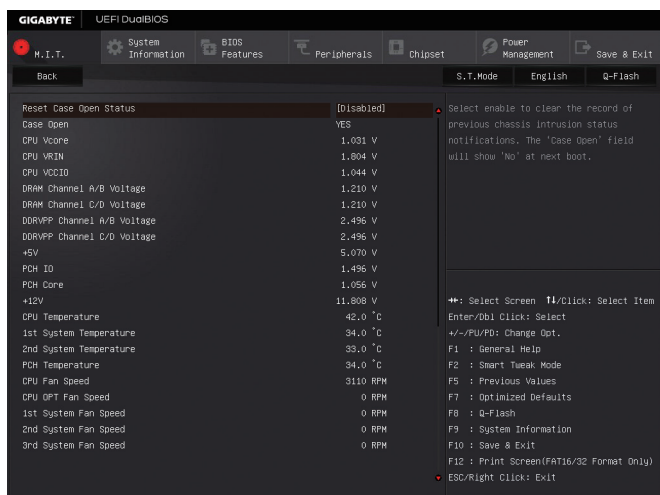 GIGABYTE™ UEFI DualBIOS
M.I.T.
System Information
BIOS Features
Peripherals
Chipset
Power Management
Save & Exit
Back
S.T.Mode English Q-Flash
Reset Case Open Status [Disabled]
Case Open YES
CPU Vcore 1.031 V
CPU VRIN 1.804 V
CPU VCCIO 1.044 V
DRAM Channel A/B Voltage 1.210 V
DRAM Channel C/D Voltage 1.210 V
DDRVPP Channel A/B Voltage 2.496 V
DDRVPP Channel C/D Voltage 2.496 V
+5V 5.070 V
PCH IO 1.496 V
PCH Core 1.056 V
+12V 11.808 V
CPU Temperature 42.0 °C
1st System Temperature 34.0 °C
2nd System Temperature 33.0 °C
PCH Temperature 34.0 °C
CPU Fan Speed 3110 RPM
CPU OPT Fan Speed 0 RPM
1st System Fan Speed 0 RPM
2nd System Fan Speed 0 RPM
3rd System Fan Speed 0 RPM
Select enable to clear the record of
previous chassis intrusion status
notifications. The 'Case Open' field
will show 'No' at next boot.
→←: Select Screen ↑↓/Click: Select Item
Enter/Dbl Click: Select
+/-/PU/PD: Change Opt.
F1 : General Help
F2 : Smart Tweak Mode
F5 : Previous Values
F7 : Optimized Defaults
F8 : Q-Flash
F9 : System Information
F10 : Save & Exit
F12 : Print Screen(FAT16/32 Format Only)
ESC/Right Click: Exit